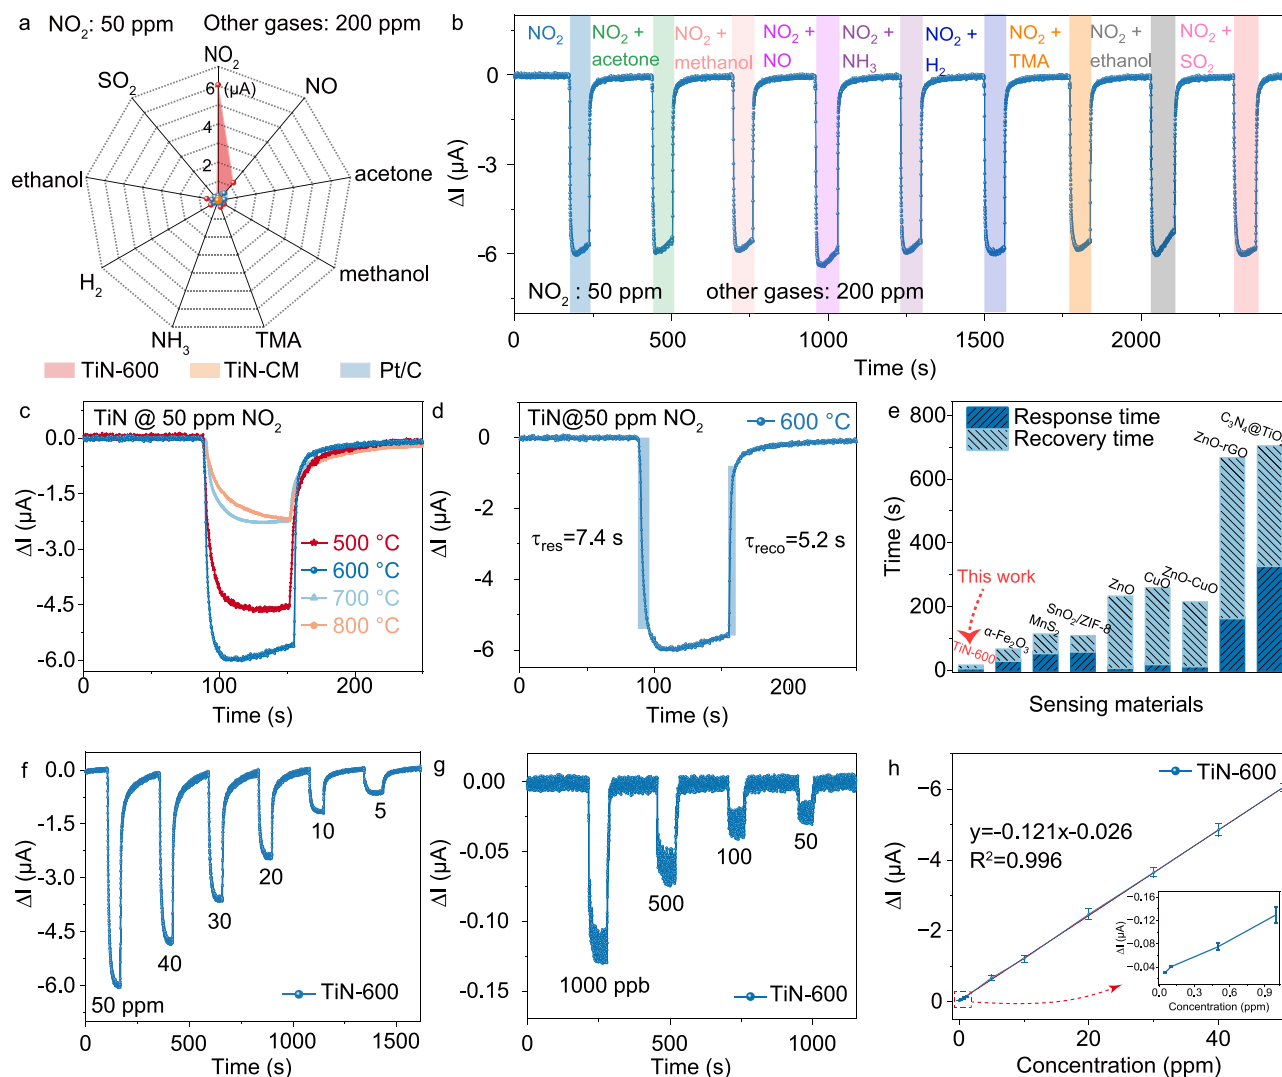 a NO₂: 50 ppm Other gases: 200 ppm
NO₂
NO
acetone
methanol
TMA
NH₃
H₂
ethanol
SO₂
6 (μA)
4
2
TiN-600 TiN-CM Pt/C
b
NO₂
NO₂ + acetone
NO₂ + methanol
NO₂ + NO
NO₂ + NH₃
NO₂ + H₂
NO₂ + TMA
NO₂ + ethanol
NO₂ + SO₂
0
-3
-6
ΔI (μA)
NO₂ : 50 ppm other gases: 200 ppm
0 500 1000 1500 2000
Time (s)
c TiN @ 50 ppm NO₂
0.0
-1.5
-3.0
-4.5
-6.0
ΔI (μA)
500 °C
600 °C
700 °C
800 °C
0 100 200
Time (s)
d TiN@50 ppm NO₂
600 °C
0
-2
-4
-6
ΔI (μA)
τres=7.4 s
τreco=5.2 s
0 100 200
Time (s)
e
800
600
400
200
0
Time (s)
Response time
Recovery time
This work
TiN-600
α-Fe₂O₃
MnS₂
SnO₂/ZIF-8
ZnO
CuO
ZnO-CuO
ZnO-rGO
C₃N₄@TiO
Sensing materials
f
0.0
-1.5
-3.0
-4.5
-6.0
ΔI (μA)
50 ppm
40
30
20
10
5
TiN-600
0 500 1000 1500
Time (s)
g
0.00
-0.05
-0.10
-0.15
ΔI (μA)
1000 ppb
500
100
50
TiN-600
0 500 1000
Time (s)
h
TiN-600
-6
-4
-2
0
ΔI (μA)
y=-0.121x-0.026
R²=0.996
-0.16
-0.12
-0.08
-0.04
ΔI (μA)
0.0 0.3 0.6 0.9
Concentration (ppm)
0 20 40
Concentration (ppm)